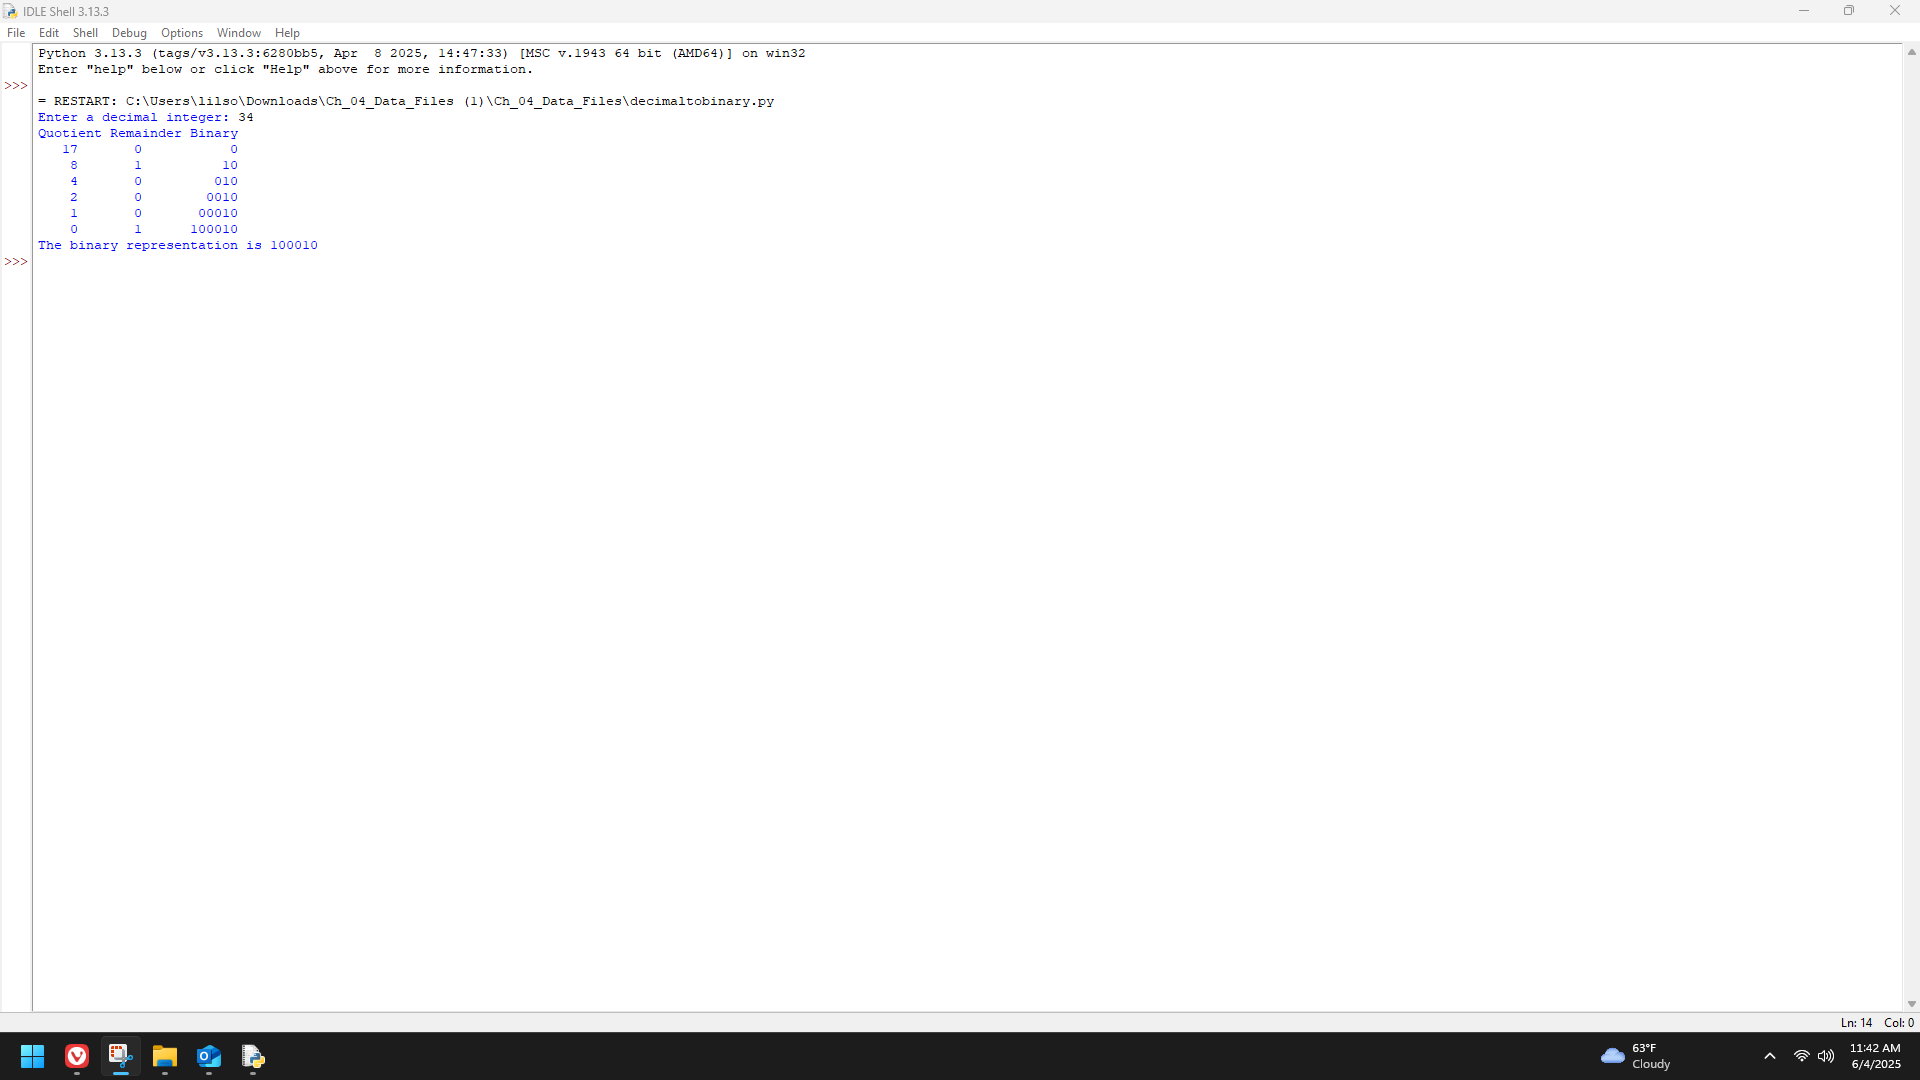 IDLE Shell 3.13.3
File Edit Shell Debug Options Window Help
Python 3.13.3 (tags/v3.13.3:6280bb5, Apr  8 2025, 14:47:33) [MSC v.1943 64 bit (AMD64)] on win32
Enter "help" below or click "Help" above for more information.
>>>
= RESTART: C:\Users\lilso\Downloads\Ch_04_Data_Files (1)\Ch_04_Data_Files\decimaltobinary.py
Enter a decimal integer: 34
Quotient Remainder Binary
   17       0           0
    8       1          10
    4       0         010
    2       0        0010
    1       0       00010
    0       1      100010
The binary representation is 100010
>>>
Ln: 14 Col: 0
63°F
Cloudy
11:42 AM
6/4/2025